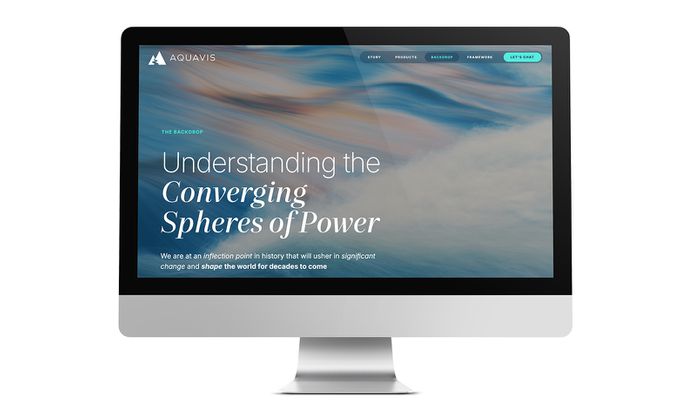 AQUAVIS
STORY PRODUCTS BACKDROP FRAMEWORK LET'S CHAT
THE BACKDROP
Understanding the
Converging
Spheres of Power
We are at an inflection point in history that will usher in significant
change and shape the world for decades to come